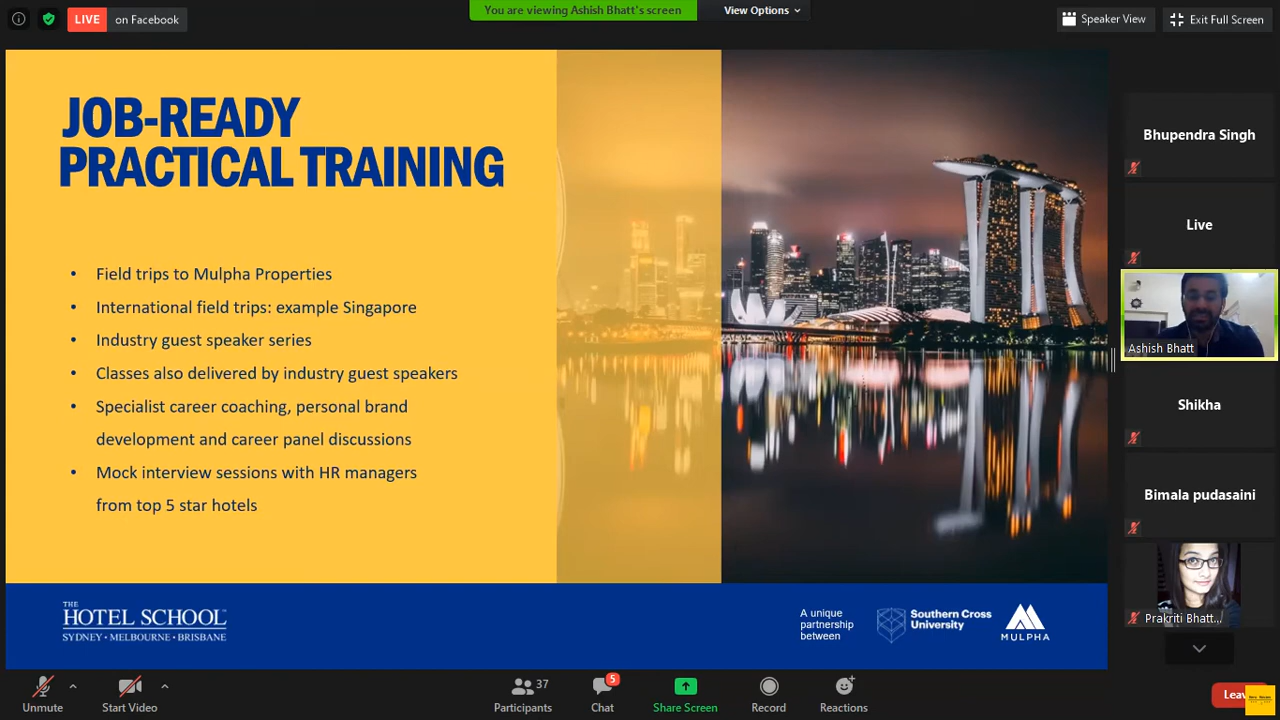 LIVE on Facebook
You are viewing Ashish Bhatt's screen
View Options
Speaker View
Exit Full Screen
JOB-READY
PRACTICAL TRAINING
• Field trips to Mulpha Properties
• International field trips: example Singapore
• Industry guest speaker series
• Classes also delivered by industry guest speakers
• Specialist career coaching, personal brand
development and career panel discussions
• Mock interview sessions with HR managers
from top 5 star hotels
THE
HOTEL SCHOOL™
SYDNEY • MELBOURNE • BRISBANE
A unique
partnership
between
Southern Cross
University
MULPHA
Bhupendra Singh
Live
Ashish Bhatt
Shikha
Bimala pudasaini
Prakriti Bhatt...
Unmute
Start Video
37
Participants
5
Chat
Share Screen
Record
Reactions